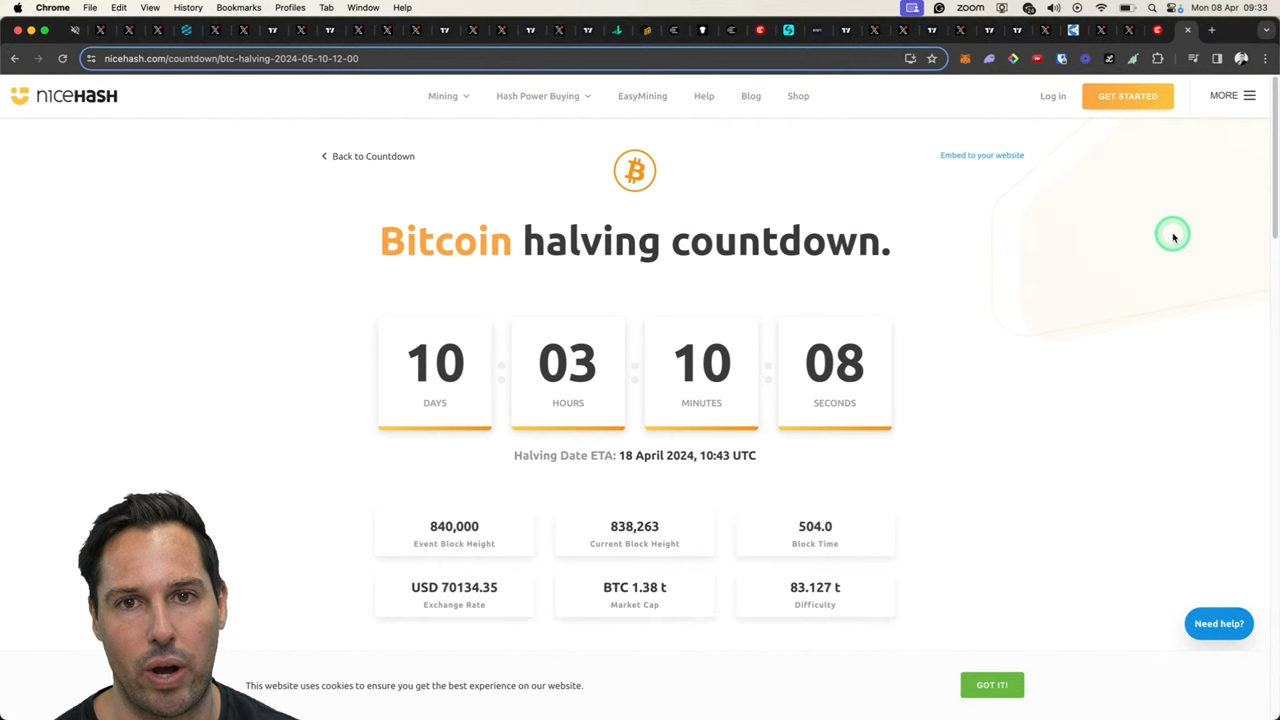 Chrome File Edit View History Bookmarks Profiles Tab Window Help
zoom Mon 08 Apr 09:33
nicehash.com/countdown/btc-halving-2024-05-10-12-00
niceHASH Mining Hash Power Buying EasyMining Help Blog Shop Log in GET STARTED MORE
Back to Countdown
Embed to your website
Bitcoin halving countdown.
10 03 10 08
DAYS HOURS MINUTES SECONDS
Halving Date ETA: 18 April 2024, 10:43 UTC
840,000 838,263 504.0
Event Block Height Current Block Height Block Time
USD 70134.35 BTC 1.38 t 83.127 t
Exchange Rate Market Cap Difficulty
Need help?
This website uses cookies to ensure you get the best experience on our website.
GOT IT!